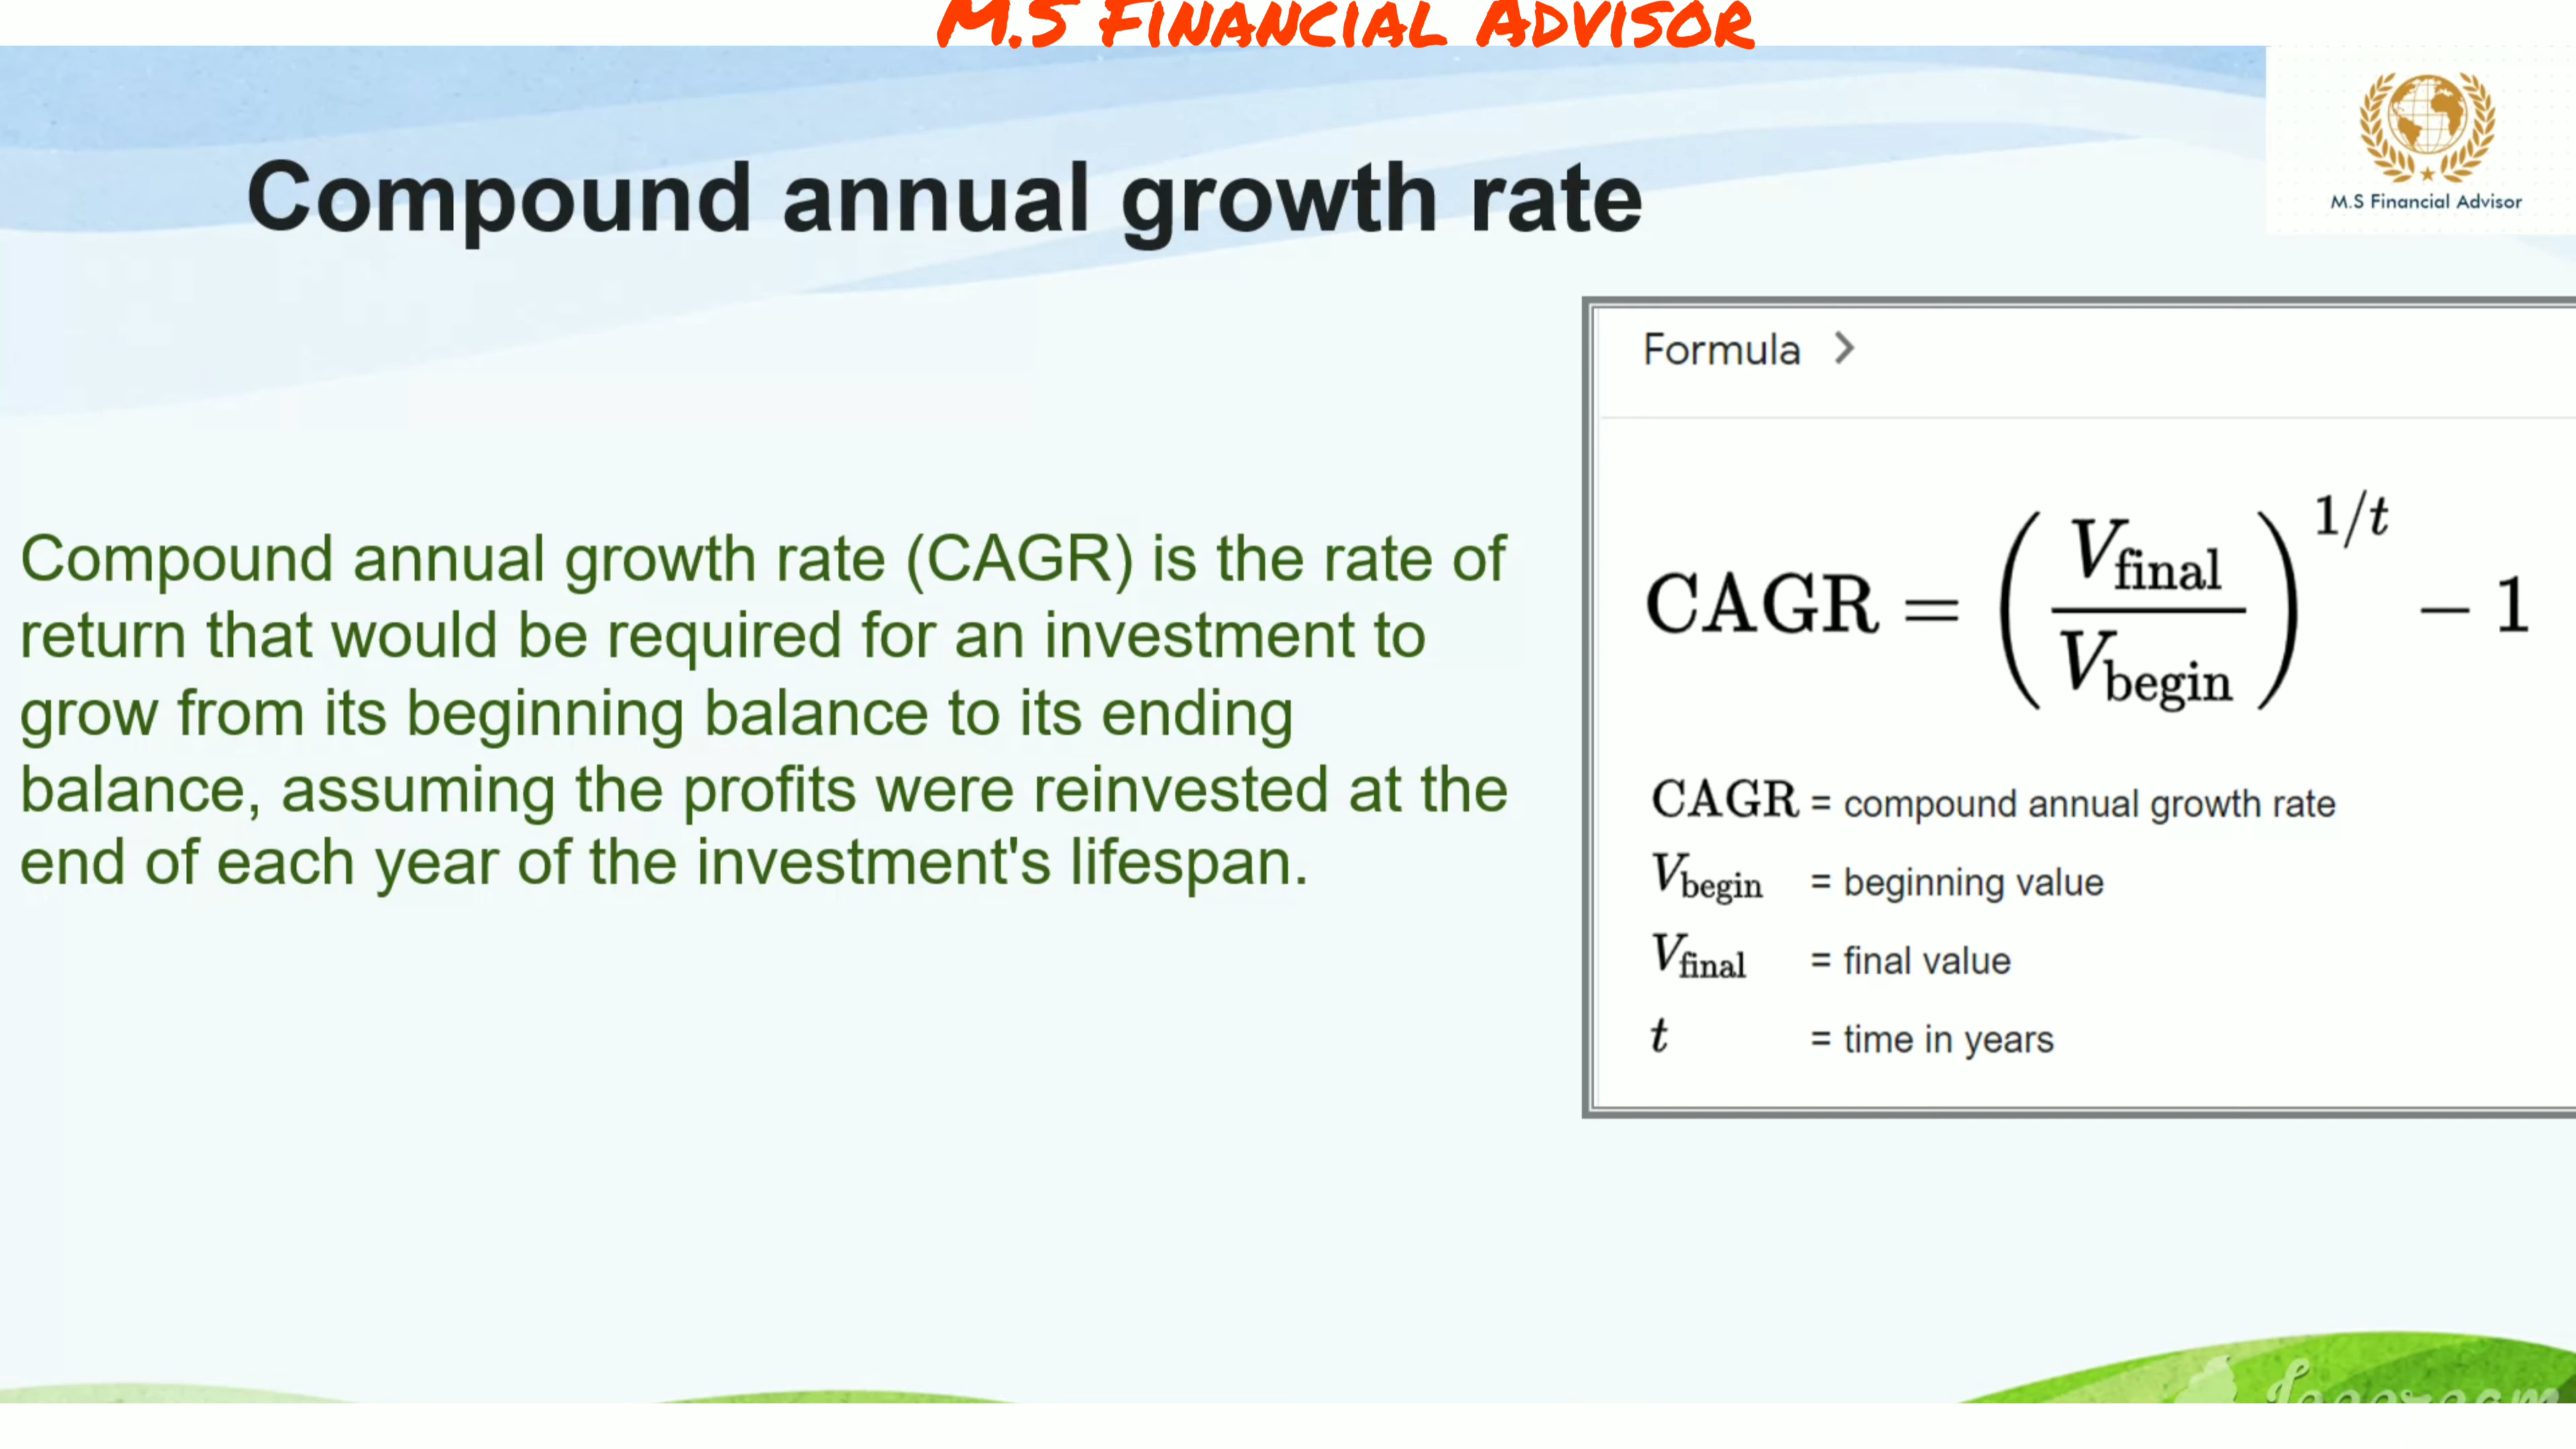 M.S FINANCIAL ADVISOR
M.S Financial Advisor
Compound annual growth rate
Compound annual growth rate (CAGR) is the rate of
return that would be required for an investment to
grow from its beginning balance to its ending
balance, assuming the profits were reinvested at the
end of each year of the investment's lifespan.
Formula >
CAGR = (V_final / V_begin)^{1/t} − 1
CAGR = compound annual growth rate
V_begin = beginning value
V_final = final value
t = time in years